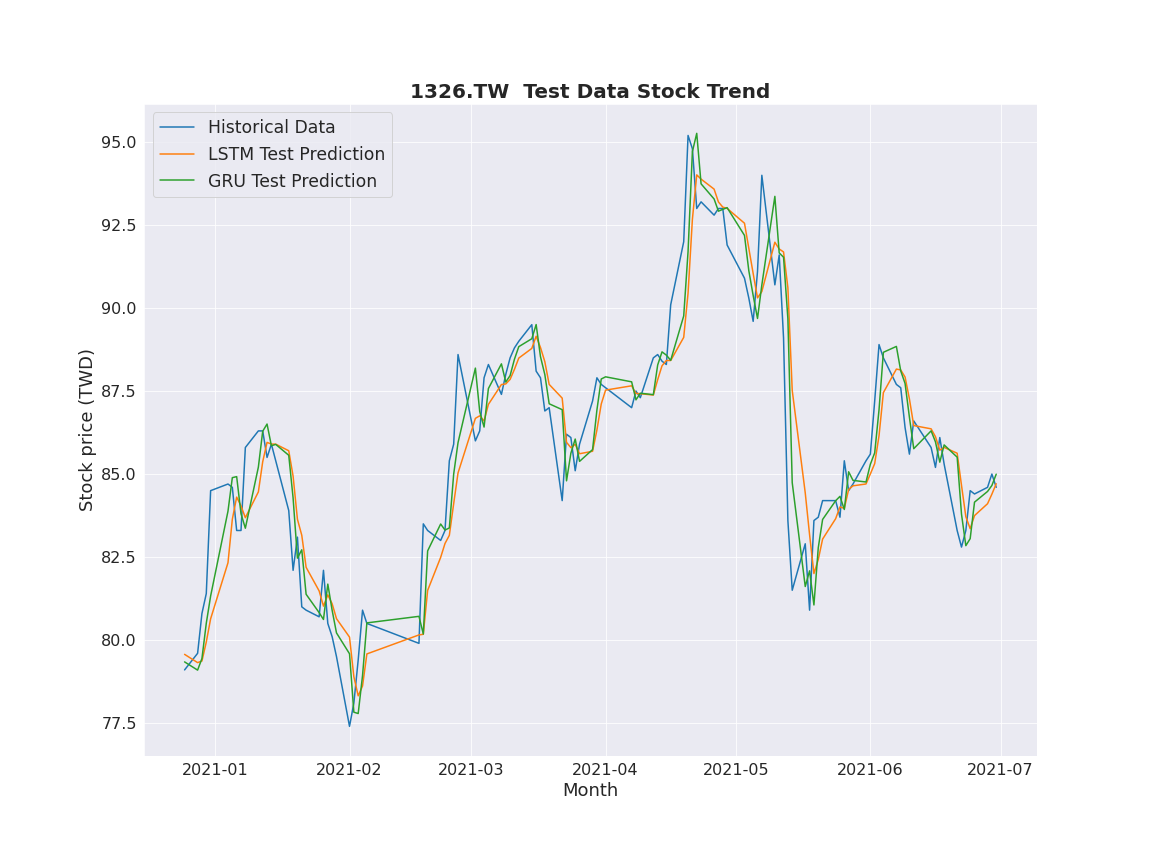 1326.TW  Test Data Stock Trend
Historical Data
LSTM Test Prediction
GRU Test Prediction
95.0
92.5
90.0
87.5
85.0
82.5
80.0
77.5
Stock price (TWD)
2021-01 2021-02 2021-03 2021-04 2021-05 2021-06 2021-07
Month